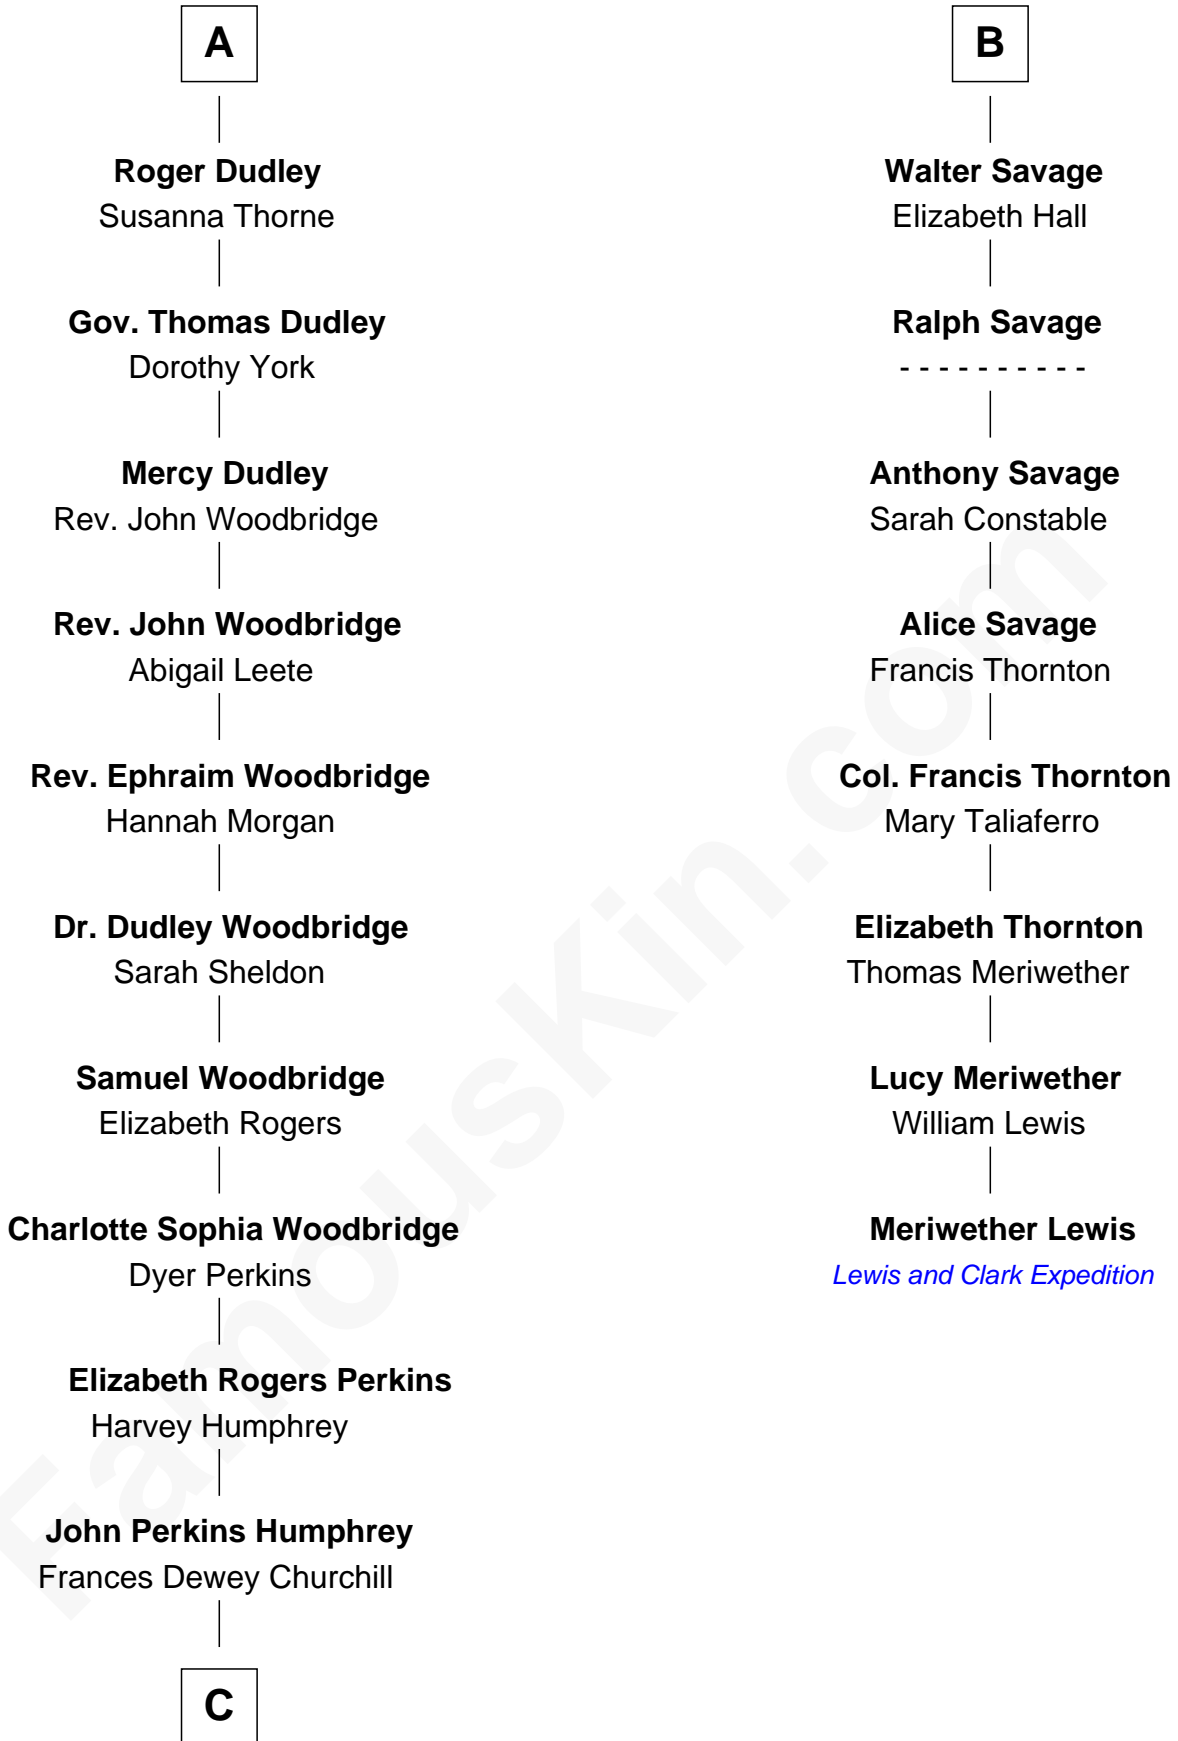 A
Roger Dudley
Susanna Thorne
Gov. Thomas Dudley
Dorothy York
Mercy Dudley
Rev. John Woodbridge
Rev. John Woodbridge
Abigail Leete
Rev. Ephraim Woodbridge
Hannah Morgan
Dr. Dudley Woodbridge
Sarah Sheldon
Samuel Woodbridge
Elizabeth Rogers
Charlotte Sophia Woodbridge
Dyer Perkins
Elizabeth Rogers Perkins
Harvey Humphrey
John Perkins Humphrey
Frances Dewey Churchill
C
B
Walter Savage
Elizabeth Hall
Ralph Savage
- - - - - - - - - -
Anthony Savage
Sarah Constable
Alice Savage
Francis Thornton
Col. Francis Thornton
Mary Taliaferro
Elizabeth Thornton
Thomas Meriwether
Lucy Meriwether
William Lewis
Meriwether Lewis
Lewis and Clark Expedition
FamousKin.com